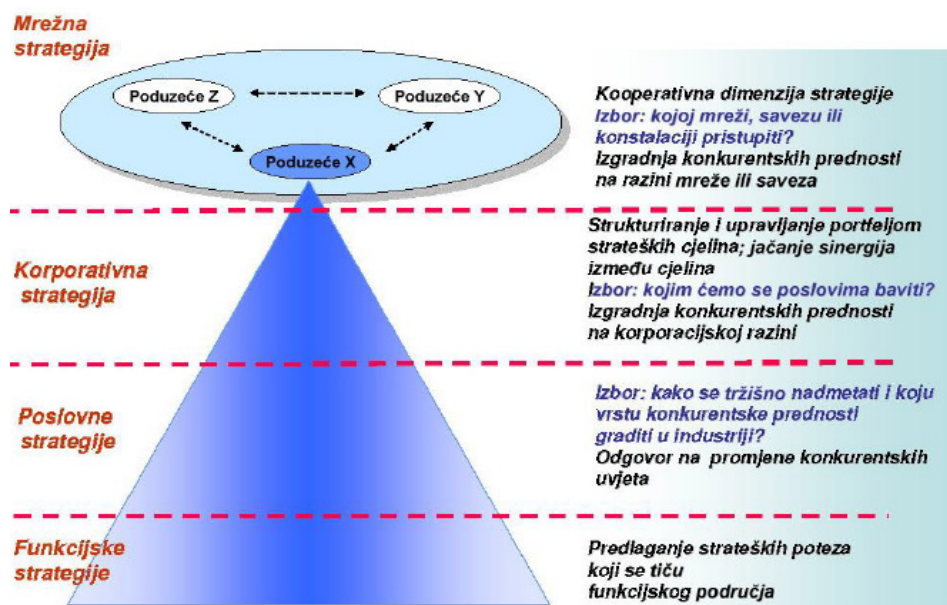 Mrežna
strategija
Poduzeće Z
Poduzeće Y
Poduzeće X
Kooperativna dimenzija strategije
Izbor: kojoj mreži, savezu ili
konstalaciji pristupiti?
Izgradnja konkurentskih prednosti
na razini mreže ili saveza
Korporativna
strategija
Strukturiranje i upravljanje portfeljom
strateških cjelina; jačanje sinergija
između cjelina
Izbor: kojim ćemo se poslovima baviti?
Izgradnja konkurentskih prednosti
na korporacijskoj razini
Poslovne
strategije
Izbor: kako se tržišno nadmetati i koju
vrstu konkurentske prednosti
graditi u industriji?
Odgovor na promjene konkurentskih
uvjeta
Funkcijske
strategije
Predlaganje strateških poteza
koji se tiču
funkcijskog područja